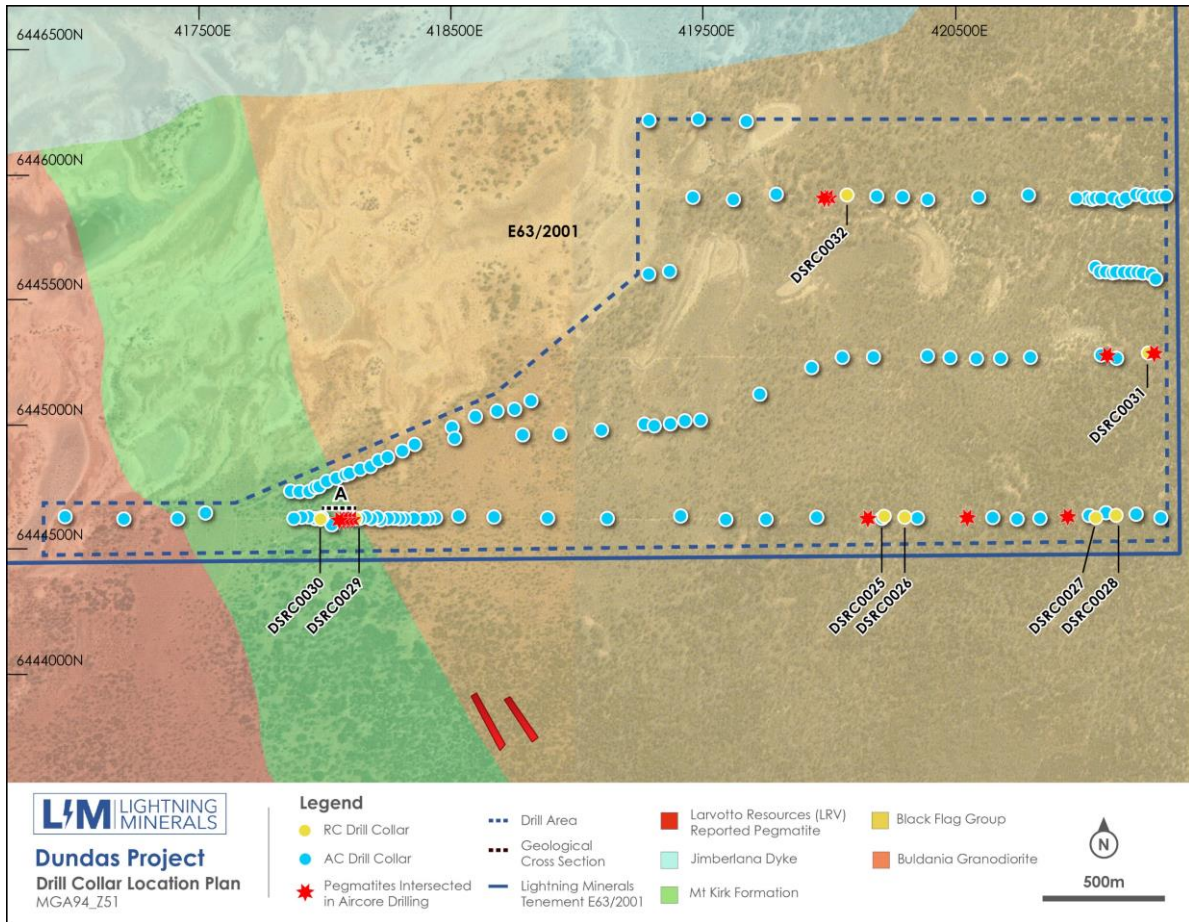 417500E
418500E
419500E
420500E
6446500N
6446000N
6445500N
6445000N
6444500N
6444000N
E63/2001
DSRC0032
DSRC0031
A
DSRC0030
DSRC0029
DSRC0025
DSRC0026
DSRC0027
DSRC0028
LM LIGHTNING
MINERALS
Dundas Project
Drill Collar Location Plan
MGA94_Z51
Legend
RC Drill Collar
AC Drill Collar
Pegmatites Intersected
in Aircore Drilling
Drill Area
Geological
Cross Section
Lightning Minerals
Tenement E63/2001
Larvotto Resources (LRV)
Reported Pegmatite
Jimberlana Dyke
Mt Kirk Formation
Black Flag Group
Buldania Granodiorite
N
500m